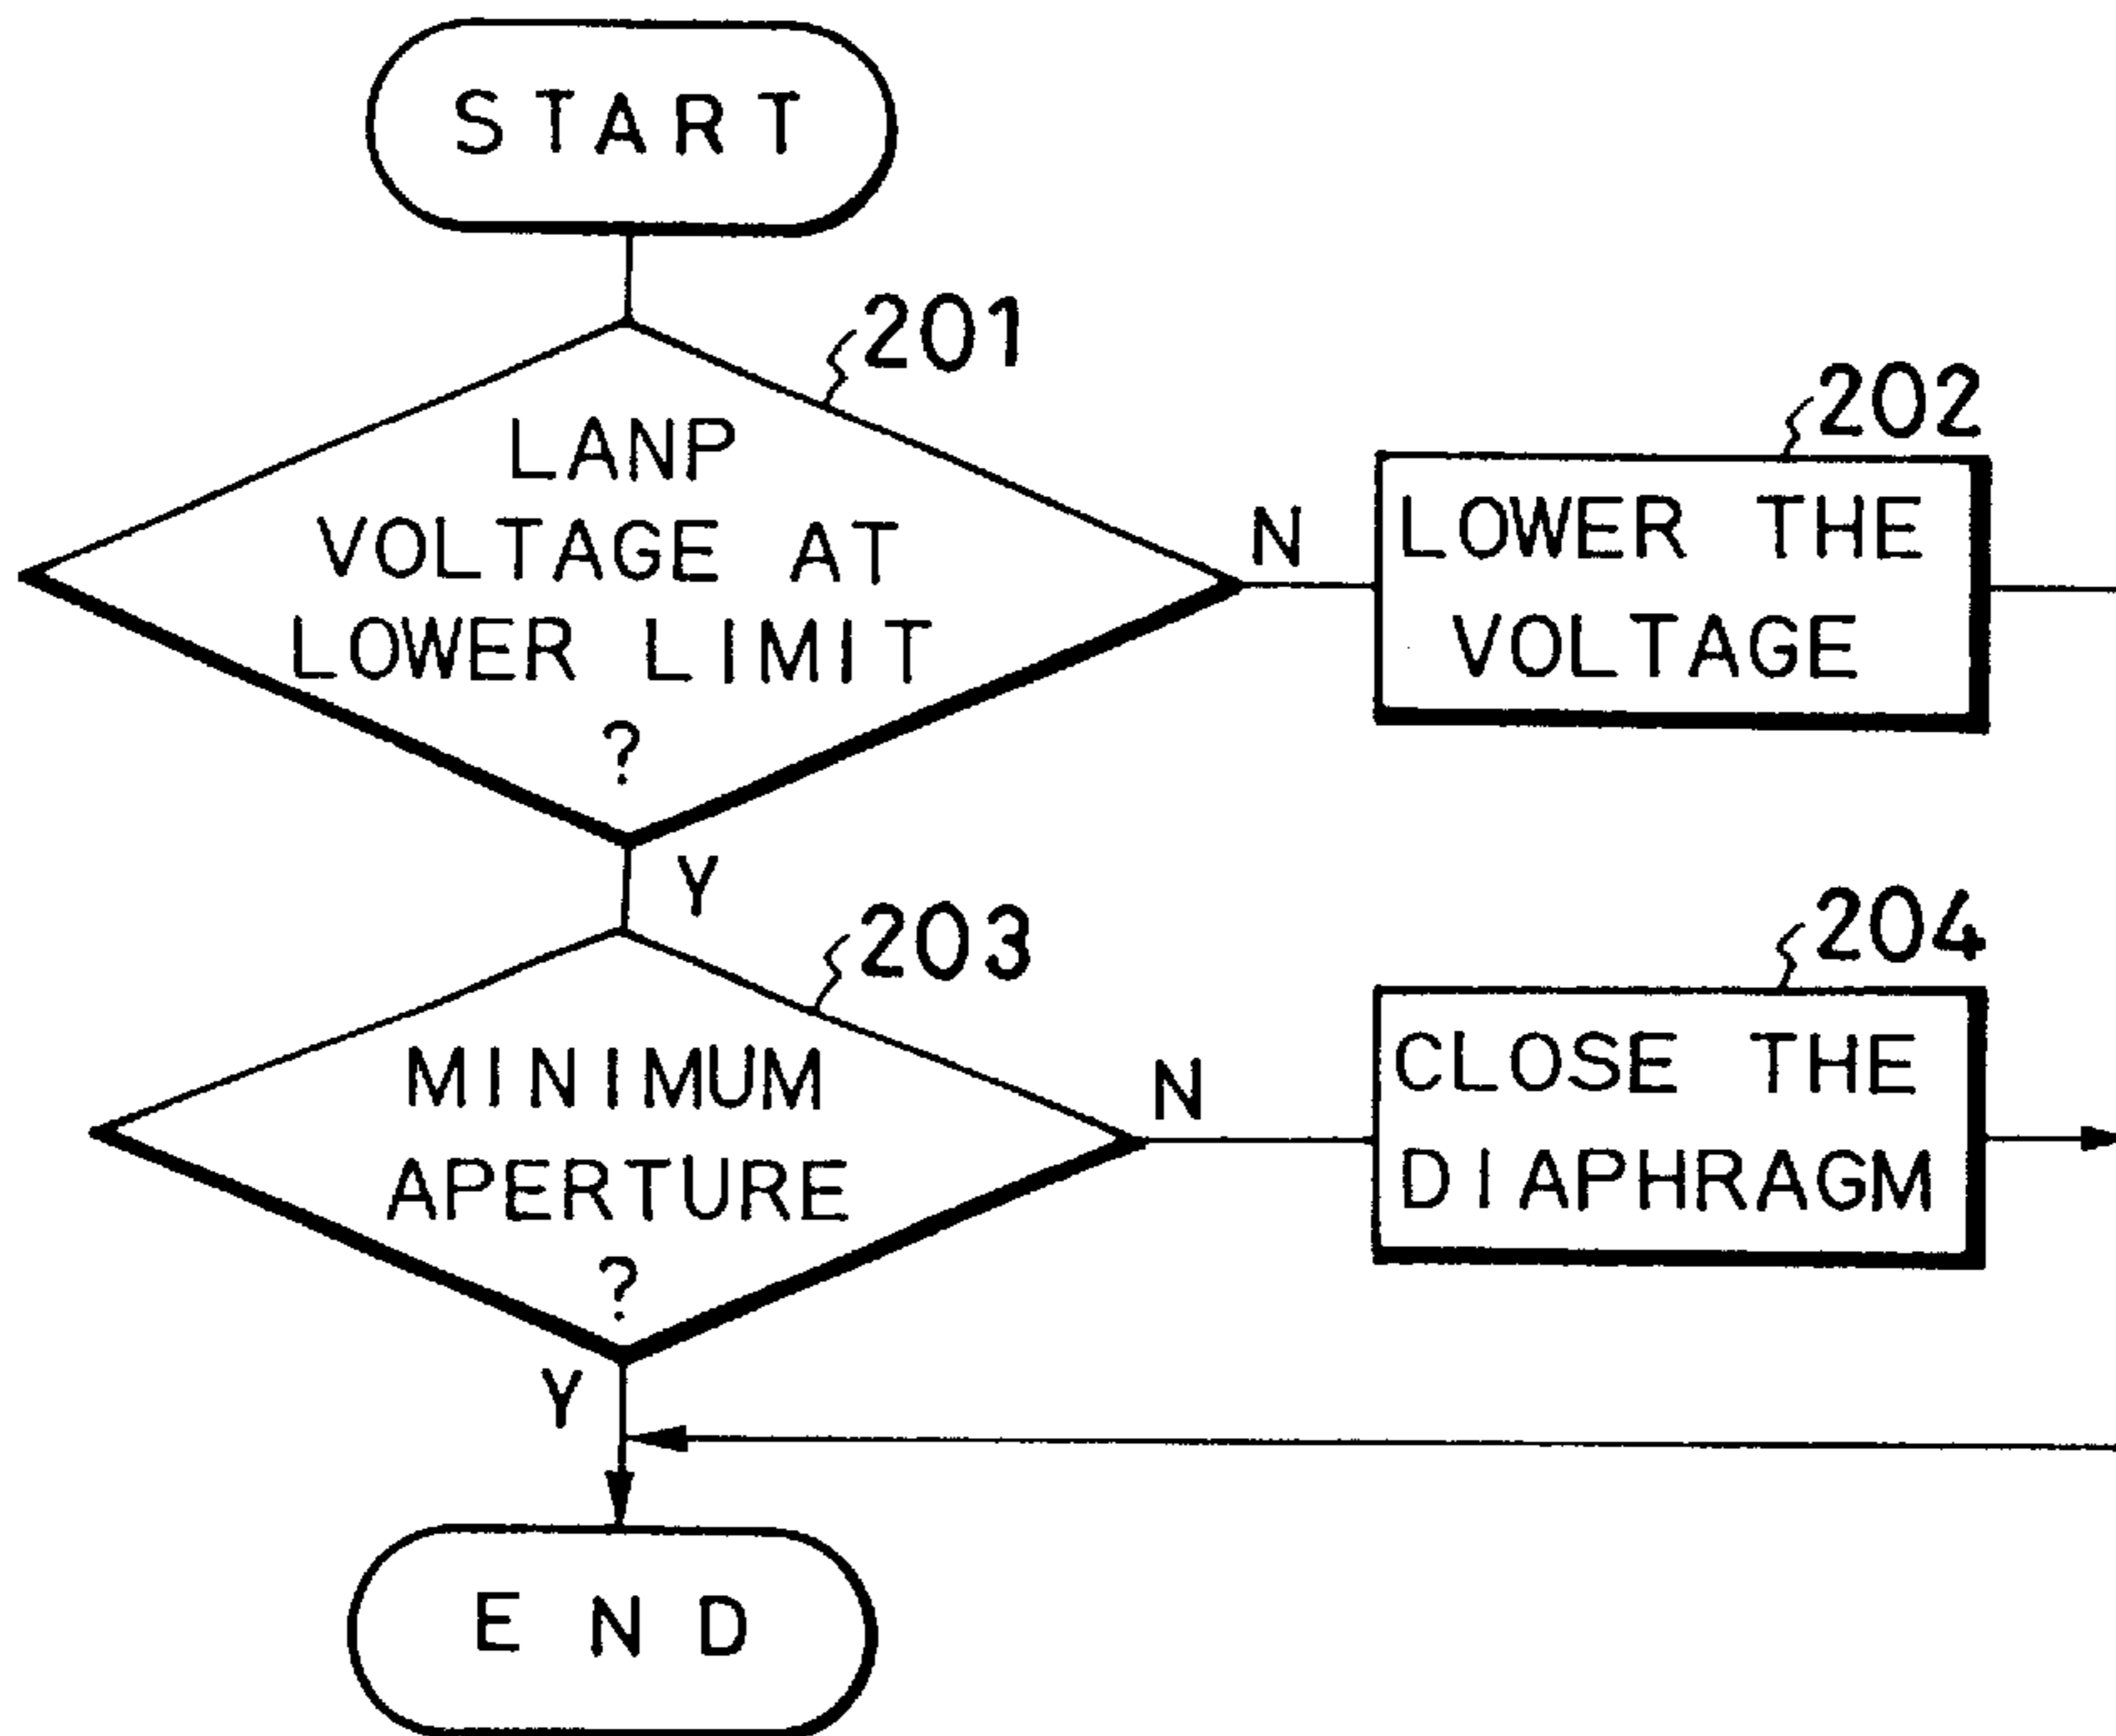 START
201
LANP
VOLTAGE AT
LOWER LIMIT
?
N
202
LOWER THE
VOLTAGE
Y
203
MINIMUM
APERTURE
?
N
204
CLOSE THE
DIAPHRAGM
Y
END